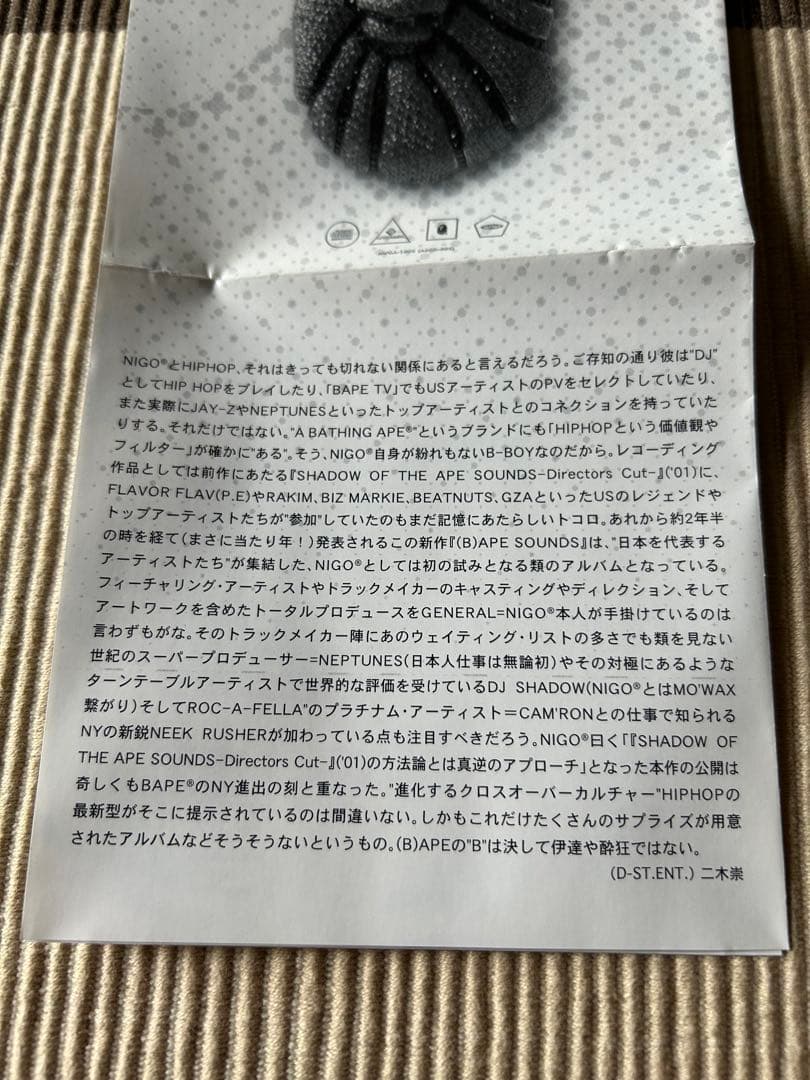 NIGO®とHIPHOP、それはきっても切れない関係にあると言えるだろう。ご存知の通り彼は"DJ"
としてHIP HOPをプレイしたり、「BAPE TV」でもUSアーティストのPVをセレクトしていたり、
また実際にJAY-ZやNEPTUNESといったトップアーティストとのコネクションを持っていた
りする。それだけではない。"A BATHING APE®"というブランドにも「HIPHOPという価値観や
フィルター」が確かに"ある"。そう、NIGO®自身が紛れもないB-BOYなのだから。レコーディング
作品としては前作にあたる『SHADOW OF THE APE SOUNDS-Directors Cut-』('01)に、
FLAVOR FLAV(P.E)やRAKIM、BIZ MARKIE、BEATNUTS、GZAといったUSのレジェンドや
トップアーティストたちが"参加"していたのもまだ記憶にあたらしいトコロ。あれから約2年半
の時を経て(まさに当たり年!)発表されるこの新作『(B)APE SOUNDS』は、"日本を代表する
アーティストたち"が集結した、NIGO®としては初の試みとなる類のアルバムとなっている。
フィーチャリング・アーティストやドラックメイカーのキャスティングやディレクション、そして
アートワークを含めたトータルプロデュースをGENERAL=NIGO®本人が手掛けているのは
言わずもがな。そのトラックメイカー陣にあのウェイティング・リストの多さでも類を見ない
世紀のスーパープロデューサー=NEPTUNES(日本人仕事は無論初)やその対極にあるような
ターンテーブルアーティストで世界的な評価を受けているDJ SHADOW(NIGO®とはMO'WAX
繋がり)そしてROC-A-FELLA"のプラチナム・アーティスト=CAM'RONとの仕事で知られる
NYの新鋭NEEK RUSHERが加わっている点も注目すべきだろう。NIGO®曰く「『SHADOW OF
THE APE SOUNDS-Directors Cut-』('01)の方法論とは真逆のアプローチ」となった本作の公開は
奇しくもBAPE®のNY進出の刻と重なった。"進化するクロスオーバーカルチャー"HIPHOPの
最新型がそこに提示されているのは間違いない。しかもこれだけたくさんのサプライズが用意
されたアルバムなどそうそうないというもの。(B)APEの"B"は決して伊達や酔狂ではない。
(D-ST.ENT.) 二木崇